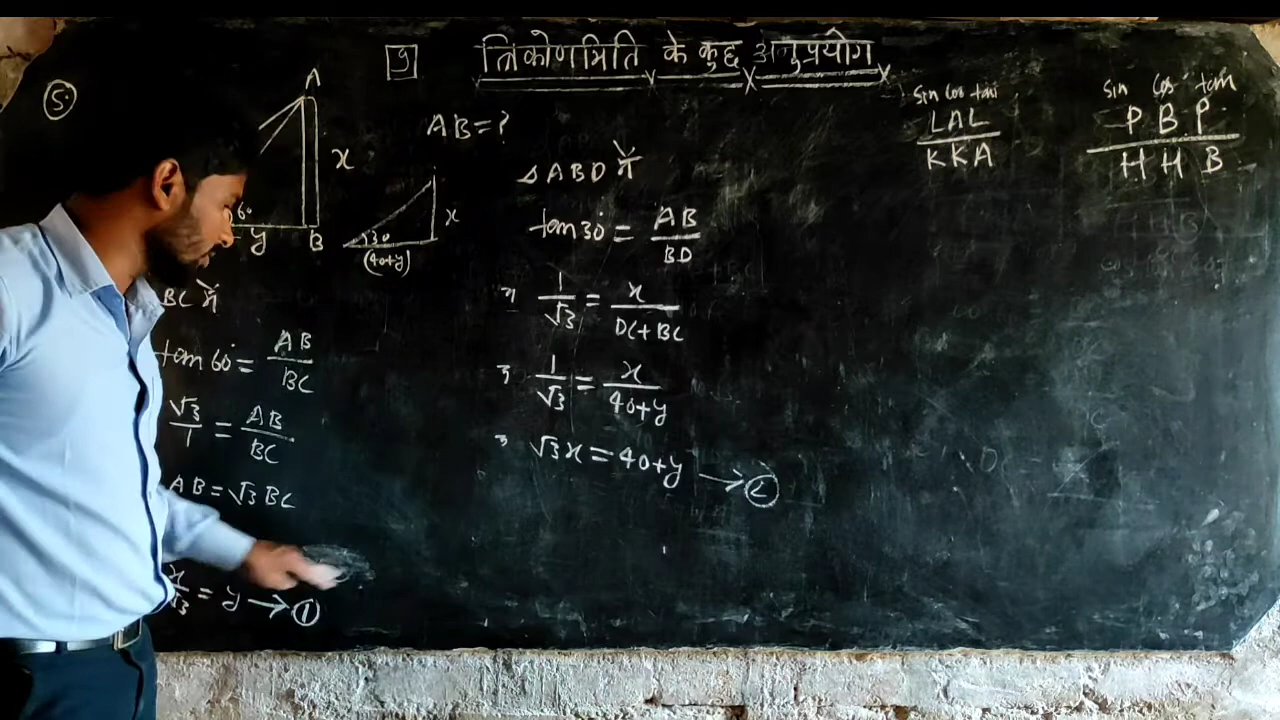 9 त्रिकोणमिति के कुछ अनुप्रयोग
5
A
x
60
y B
30
x
(40+y)
AB=?
BC में
tan 60° = AB/BC
√3/1 = AB/BC
AB = √3 BC
x/√3 = y → 1
△ABD में
tan 30° = AB/BD
1/√3 = x/DC+BC
1/√3 = x/40+y
√3x = 40+y → 2
Sin Cos tan
LAL
KKA
Sin Cos tan
P B P
H H B